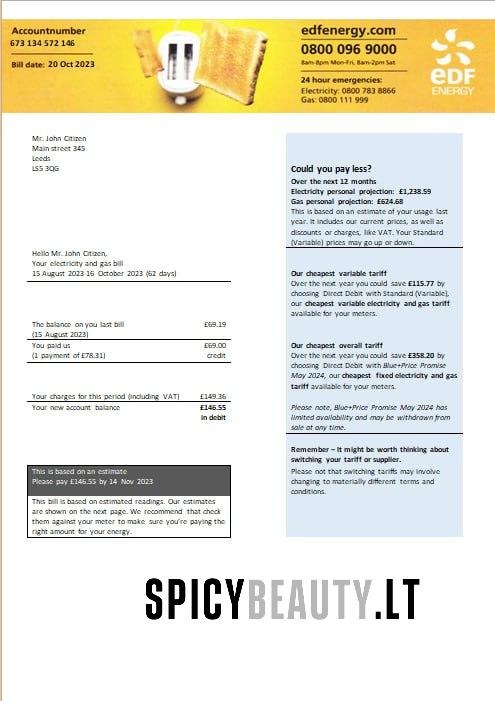 Accountnumber
673 134 572 146
Bill date: 20 Oct 2023
edfenergy.com
0800 096 9000
8am-8pm Mon-Fri, 8am-2pm Sat
24 hour emergencies:
Electricity: 0800 783 8866
Gas: 0800 111 999
eDF
ENERGY
Mr. John Citizen
Main street 345
Leeds
LS5 3QG
Hello Mr. John Citizen,
Your electricity and gas bill
15 August 2023-16 October 2023 (62 days)
The balance on you last bill £69.19
(15 August 2023)
You paid us £69.00
(1 payment of £78.31) credit
Your charges for this period (including VAT) £149.36
Your new account balance £146.55
in debit
This is based on an estimate
Please pay £146.55 by 14 Nov 2023
This bill is based on estimated readings. Our estimates
are shown on the next page. We recommend that check
them against your meter to make sure you're paying the
right amount for your energy.
Could you pay less?
Over the next 12 months
Electricity personal projection: £1,238.59
Gas personal projection: £624.68
This is based on an estimate of your usage last
year. It includes our current prices, as well as
discounts or charges, like VAT. Your Standard
(Variable) prices may go up or down.
Our cheapest variable tariff
Over the next year you could save £115.77 by
choosing Direct Debit with Standard (Variable),
our cheapest variable electricity and gas tariff
available for your meters.
Our cheapest overall tariff
Over the next year you could save £358.20 by
choosing Direct Debit with Blue+Price Promise
May 2024, our cheapest fixed electricity and gas
tariff available for your meters.
Please note, Blue+Price Promise May 2024 has
limited availability and may be withdrawn from
sale at any time.
Remember – It might be worth thinking about
switching your tariff or supplier.
Please not that switching tariffs may involve
changing to materially different terms and
conditions.
SPICYBEAUTY.LT